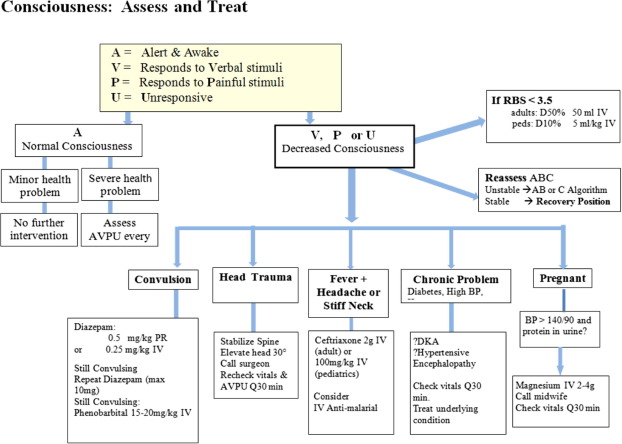 Consciousness: Assess and Treat
A = Alert & Awake
V = Responds to Verbal stimuli
P = Responds to Painful stimuli
U = Unresponsive
If RBS < 3.5
adults: D50% 50 ml IV
peds: D10% 5 ml/kg IV
A
Normal Consciousness
V, P or U
Decreased Consciousness
Minor health
problem
Severe health
problem
Reassess ABC
Unstable →AB or C Algorithm
Stable → Recovery Position
No further
intervention
Assess
AVPU every
Convulsion
Head Trauma
Fever +
Headache or
Stiff Neck
Chronic Problem
Diabetes, High BP,
Pregnant
Diazepam:
0.5 mg/kg PR
or 0.25 mg/kg IV
Still Convulsing
Repeat Diazepam (max
10mg)
Still Convulsing:
Phenobarbital 15-20mg/kg IV
Stabilize Spine
Elevate head 30°
Call surgeon
Recheck vitals &
AVPU Q30 min
Ceftriaxone 2g IV
(adult) or
100mg/kg IV
(pediatrics)
Consider
IV Anti-malarial
?DKA
?Hypertensive
Encephalopathy
Check vitals Q30
min.
Treat underlying
condition
BP > 140/90 and
protein in urine?
Magnesium IV 2-4g
Call midwife
Check vitals Q30 min